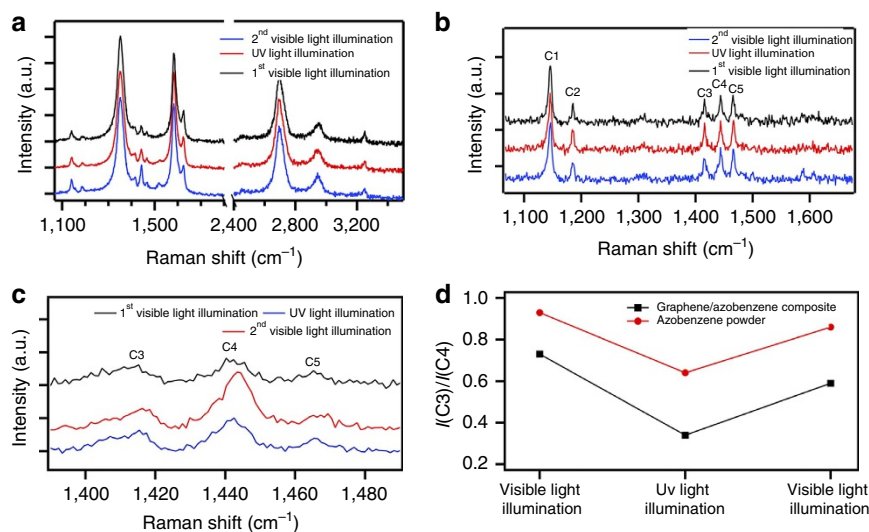 a
2nd visible light illumination
UV light illumination
1st visible light illumination
Intensity (a.u.)
1,100 1,500 2,400 2,800 3,200
Raman shift (cm−1)
b
2nd visible light illumination
UV light illumination
1st visible light illumination
C1
C2
C3
C4
C5
Intensity (a.u.)
1,100 1,200 1,300 1,400 1,500 1,600
Raman shift (cm−1)
c
1st visible light illumination UV light illumination
2nd visible light illumination
C3
C4
C5
Intensity (a.u.)
1,400 1,420 1,440 1,460 1,480
Raman shift (cm−1)
d
Graphene/azobenzene composite
Azobenzene powder
I(C3)/I(C4)
1.0
0.8
0.6
0.4
0.2
Visible light illumination
Uv light illumination
Visible light illumination